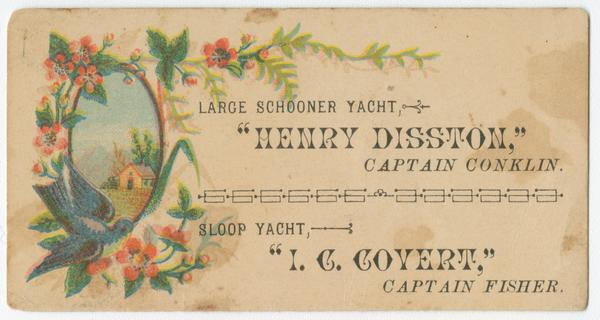 LARGE SCHOONER YACHT,
"HENRY DISSTON,"
CAPTAIN CONKLIN.
SLOOP YACHT,
"I. C. COVERT,"
CAPTAIN FISHER.